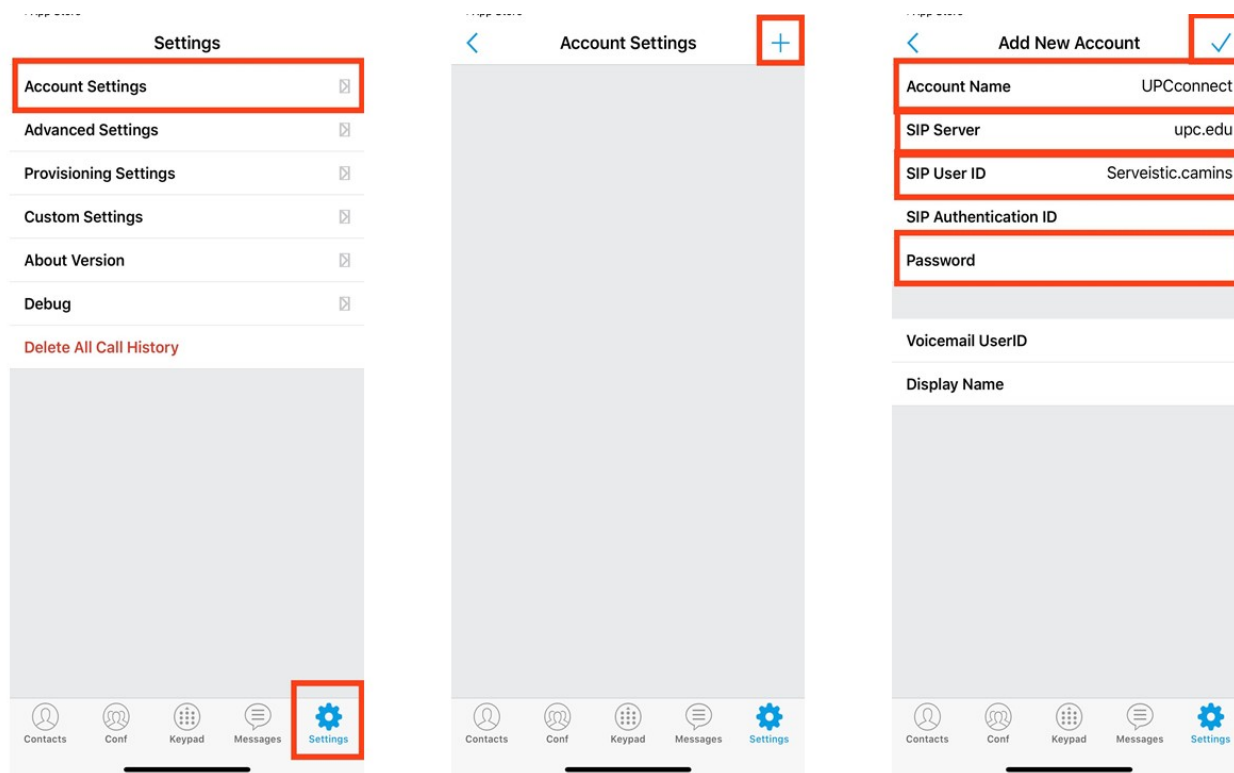 Settings
Account Settings
Advanced Settings
Provisioning Settings
Custom Settings
About Version
Debug
Delete All Call History
Contacts
Conf
Keypad
Messages
Settings
Account Settings
Contacts
Conf
Keypad
Messages
Settings
Add New Account
Account Name UPCconnect
SIP Server upc.edu
SIP User ID Serveistic.camins
SIP Authentication ID
Password
Voicemail UserID
Display Name
Contacts
Conf
Keypad
Messages
Settings